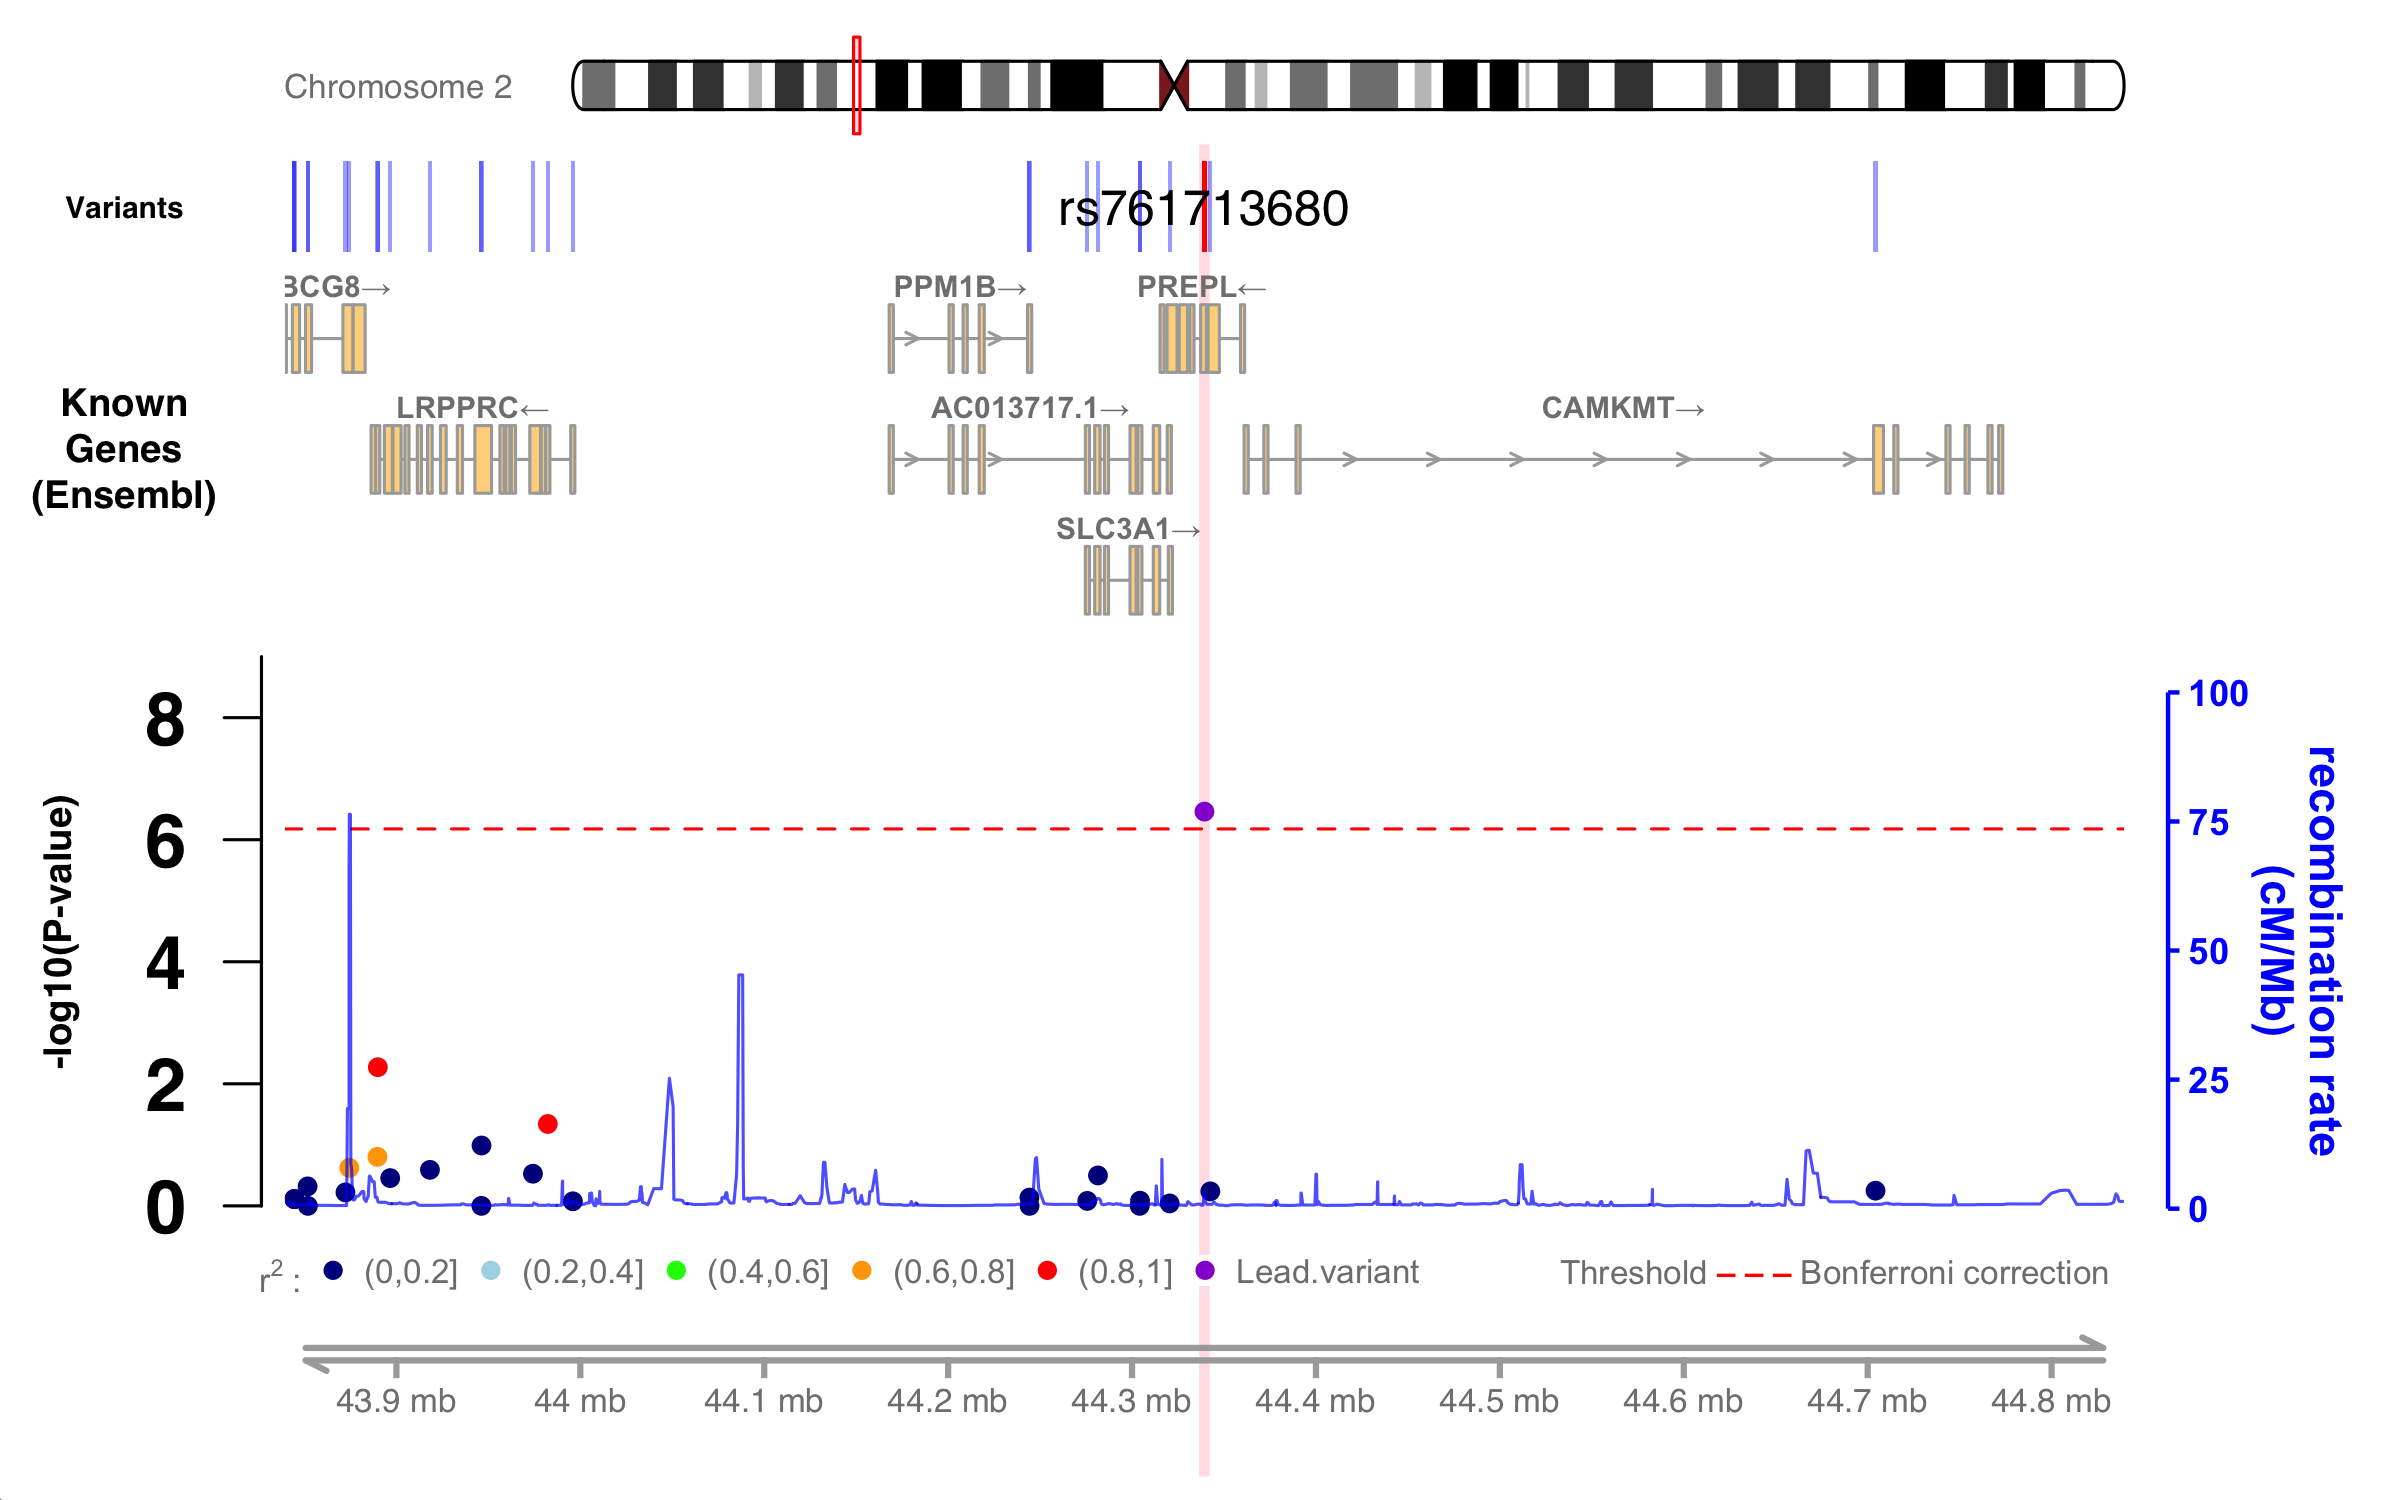 Chromosome 2
Variants
rs761713680
BCG8→
PPM1B→
PREPL←
Known
Genes
(Ensembl)
LRPPRC←
AC013717.1→
CAMKMT→
SLC3A1→
-log10(P-value)
8
6
4
2
0
100
75
50
25
0
recombination rate
(cM/Mb)
r2 :
(0,0.2]
(0.2,0.4]
(0.4,0.6]
(0.6,0.8]
(0.8,1]
Lead.variant
Threshold
Bonferroni correction
43.9 mb
44 mb
44.1 mb
44.2 mb
44.3 mb
44.4 mb
44.5 mb
44.6 mb
44.7 mb
44.8 mb